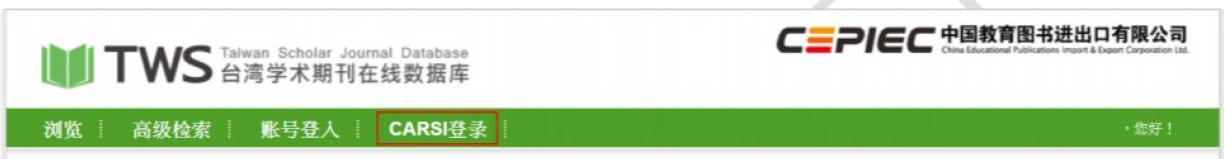 TWS
Taiwan Scholar Journal Database
台湾学术期刊在线数据库
CEPIEC 中国教育图书进出口有限公司
China Educational Publications Import & Export Corporation Ltd.
浏览 高级检索 账号登入 CARSI登录 ·您好！